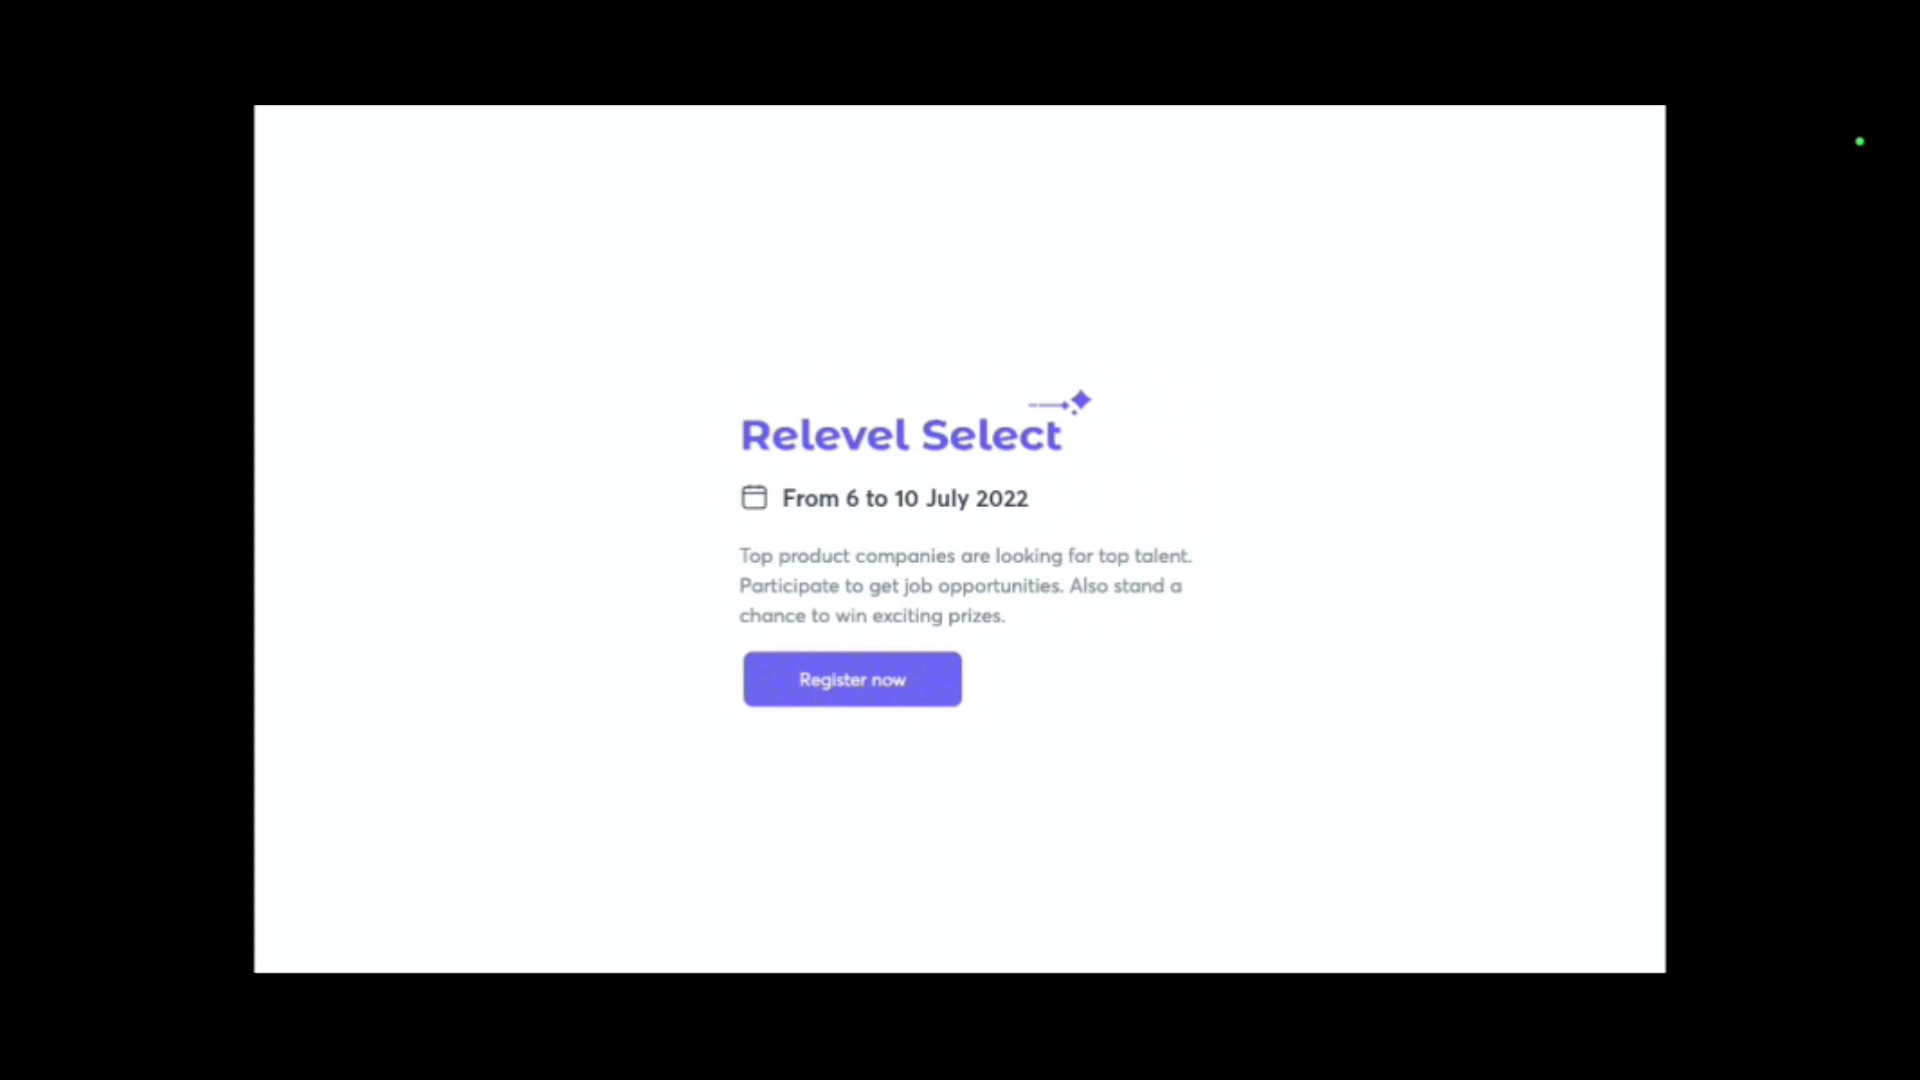 Relevel Select
From 6 to 10 July 2022
Top product companies are looking for top talent.
Participate to get job opportunities. Also stand a
chance to win exciting prizes.
Register now